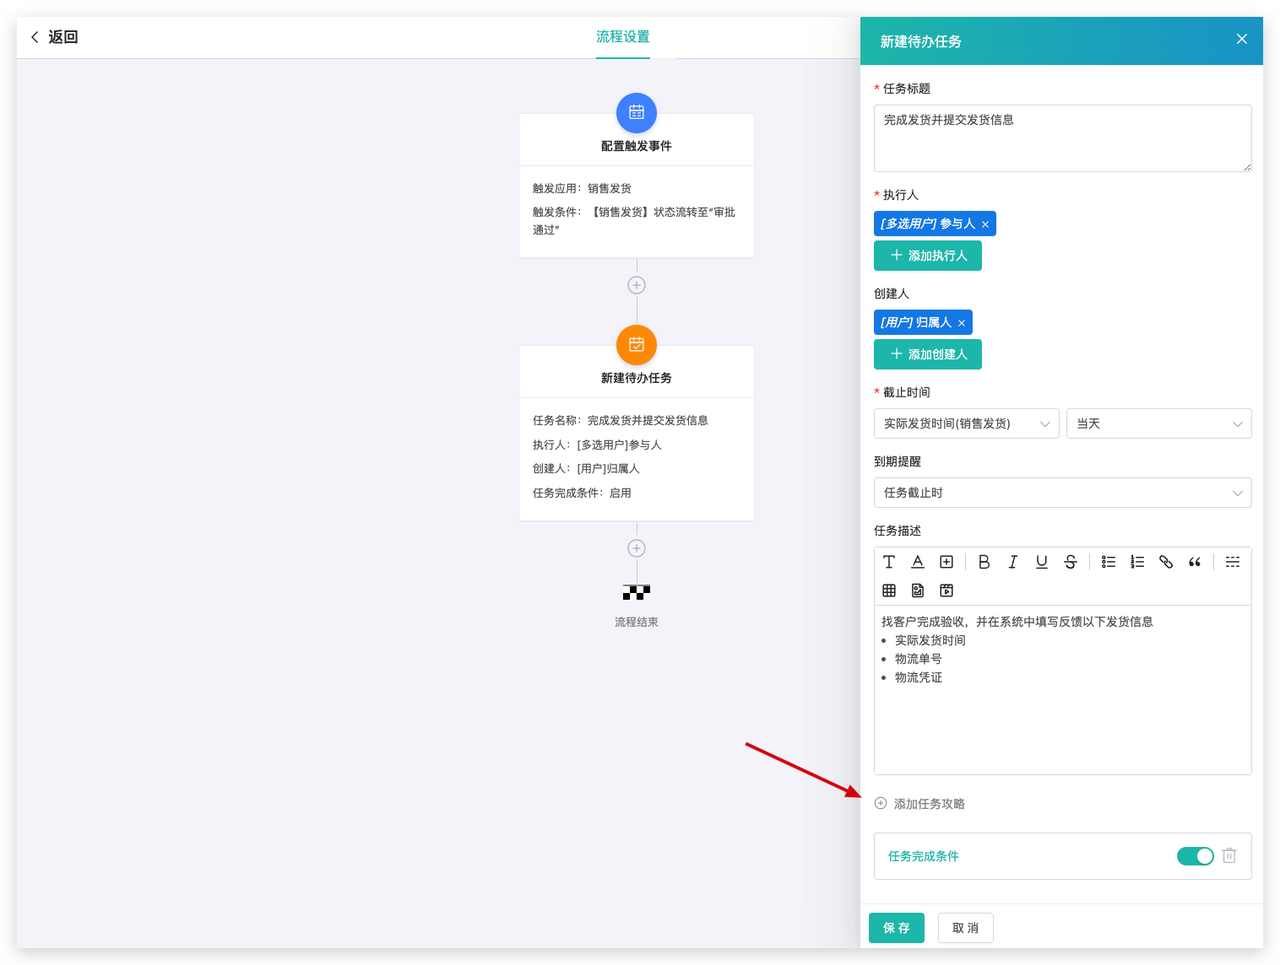 返回
流程设置
配置触发事件
触发应用：销售发货
触发条件：【销售发货】状态流转至“审批
通过”
新建待办任务
任务名称：完成发货并提交发货信息
执行人：[多选用户]参与人
创建人：[用户]归属人
任务完成条件：启用
流程结束
新建待办任务
* 任务标题
完成发货并提交发货信息
* 执行人
[多选用户] 参与人 ×
+ 添加执行人
创建人
[用户] 归属人 ×
+ 添加创建人
* 截止时间
实际发货时间(销售发货)
当天
到期提醒
任务截止时
任务描述
找客户完成验收，并在系统中填写反馈以下发货信息
• 实际发货时间
• 物流单号
• 物流凭证
添加任务攻略
任务完成条件
保存
取消